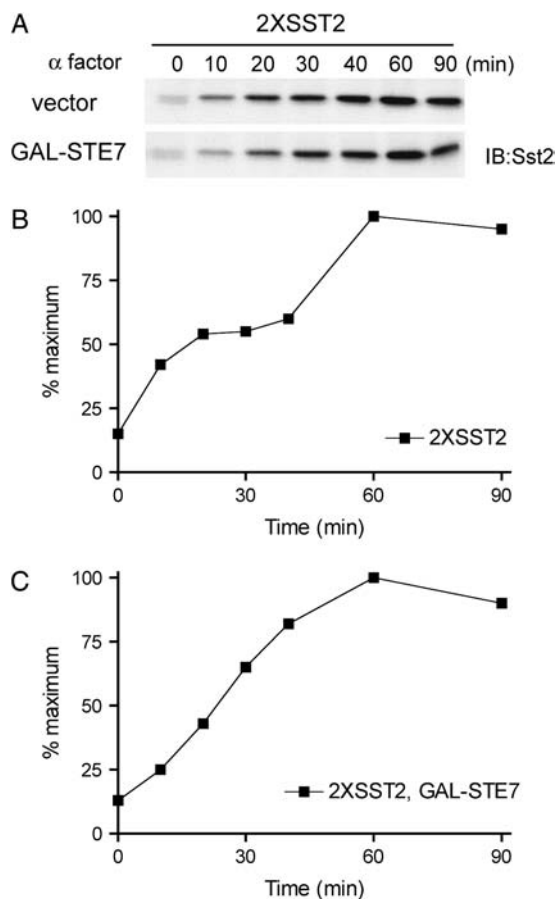 A
2XSST2
α factor 0 10 20 30 40 60 90 (min)
vector
GAL-STE7 IB:Sst2
B
100
75
50
25
0
% maximum
2XSST2
0 30 60 90
Time (min)
C
100
75
50
25
0
% maximum
2XSST2, GAL-STE7
0 30 60 90
Time (min)